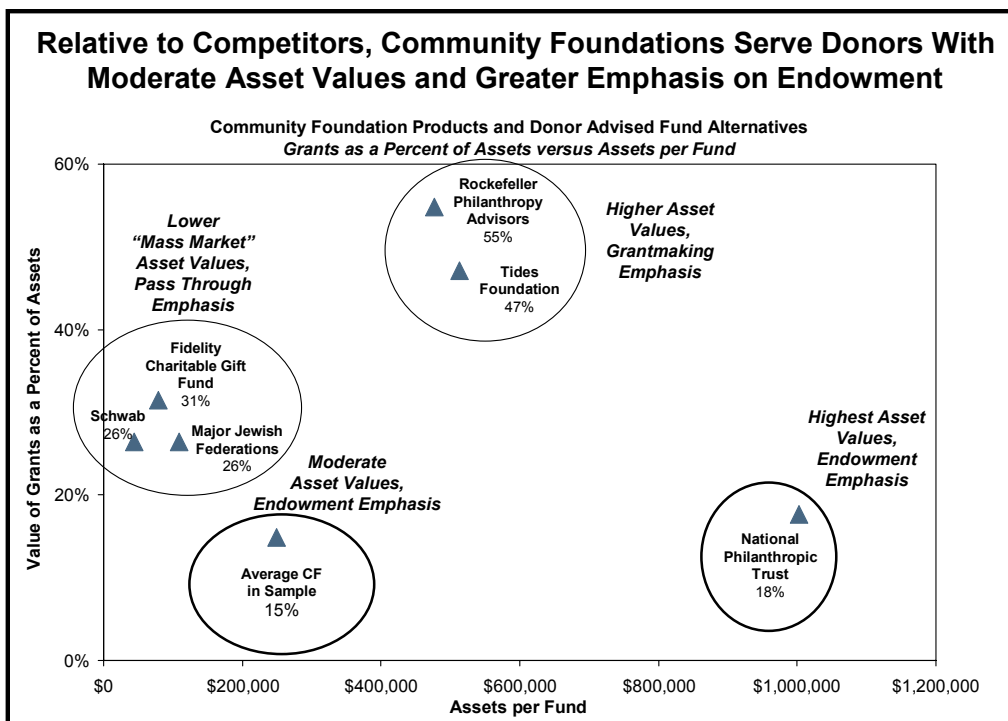 Relative to Competitors, Community Foundations Serve Donors With
Moderate Asset Values and Greater Emphasis on Endowment
Community Foundation Products and Donor Advised Fund Alternatives
Grants as a Percent of Assets versus Assets per Fund
Value of Grants as a Percent of Assets
60%
40%
20%
0%
Lower
“Mass Market”
Asset Values,
Pass Through
Emphasis
Rockefeller
Philanthropy
Advisors
55%
Tides
Foundation
47%
Higher Asset
Values,
Grantmaking
Emphasis
Fidelity
Charitable Gift
Fund
31%
Schwab
26%
Major Jewish
Federations
26%
Moderate
Asset Values,
Endowment Emphasis
Average CF
in Sample
15%
Highest Asset
Values,
Endowment
Emphasis
National
Philanthropic
Trust
18%
$0
$200,000
$400,000
$600,000
$800,000
$1,000,000
$1,200,000
Assets per Fund